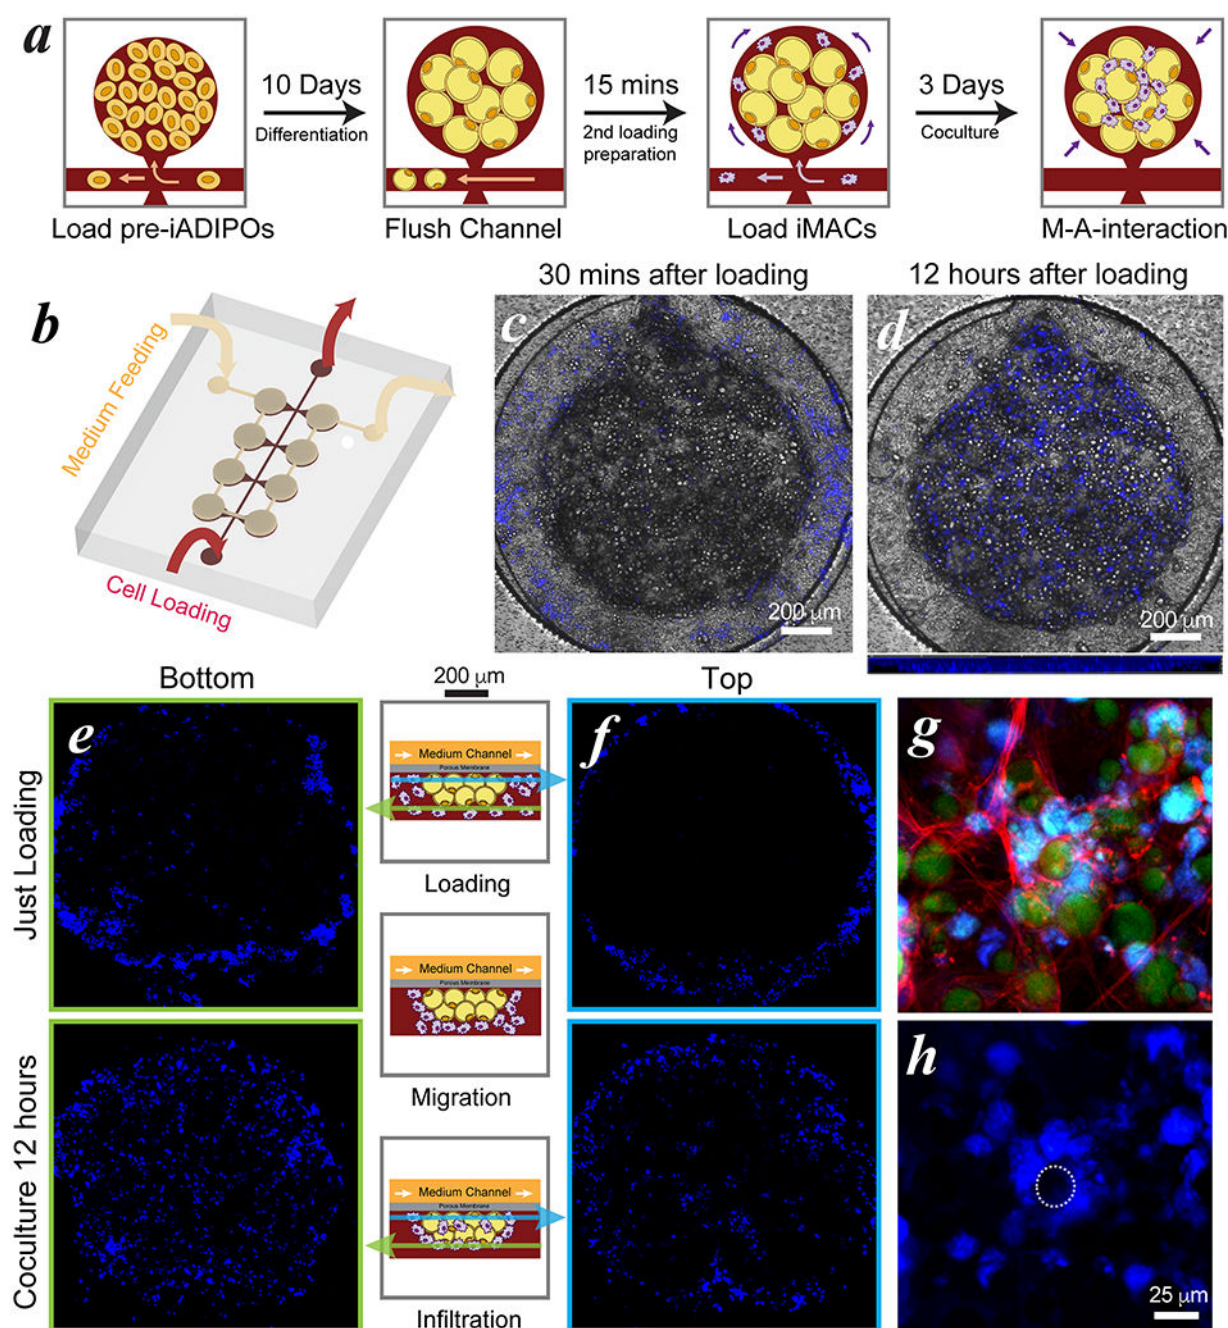 a
10 Days
Differentiation
15 mins
2nd loading
preparation
3 Days
Coculture
Load pre-iADIPOs
Flush Channel
Load iMACs
M-A-interaction
b
Medium Feeding
Cell Loading
30 mins after loading
12 hours after loading
c
200 µm
d
200 µm
Bottom
200 µm
Top
Just Loading
e
Medium Channel
Porous Membrane
Loading
f
g
Medium Channel
Porous Membrane
Migration
Coculture 12 hours
Medium Channel
Porous Membrane
Infiltration
h
25 µm